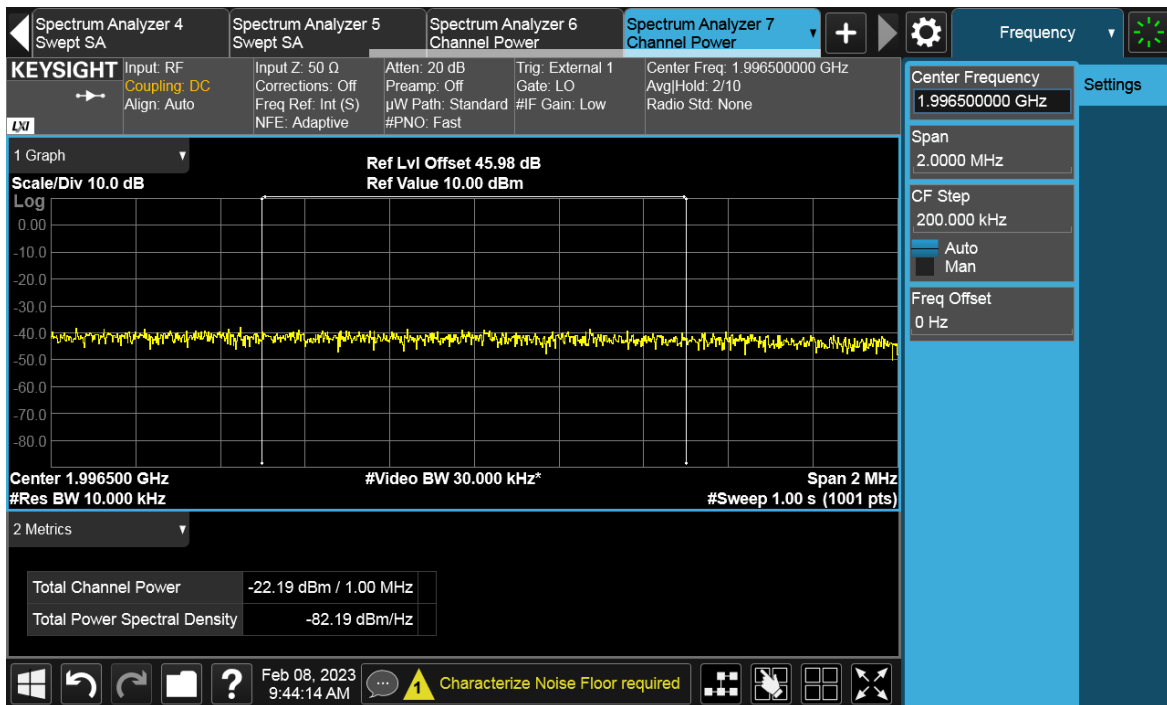 Spectrum Analyzer 4
Swept SA
Spectrum Analyzer 5
Swept SA
Spectrum Analyzer 6
Channel Power
Spectrum Analyzer 7
Channel Power
Frequency
KEYSIGHT
LXI
Input: RF
Coupling: DC
Align: Auto
Input Z: 50 Ω
Corrections: Off
Freq Ref: Int (S)
NFE: Adaptive
Atten: 20 dB
Preamp: Off
µW Path: Standard
#PNO: Fast
Trig: External 1
Gate: LO
#IF Gain: Low
Center Freq: 1.996500000 GHz
Avg|Hold: 2/10
Radio Std: None
Center Frequency
1.996500000 GHz
Settings
Span
2.0000 MHz
CF Step
200.000 kHz
Auto
Man
Freq Offset
0 Hz
1 Graph
Ref Lvl Offset 45.98 dB
Scale/Div 10.0 dB
Ref Value 10.00 dBm
Log
0.00
-10.0
-20.0
-30.0
-40.0
-50.0
-60.0
-70.0
-80.0
Center 1.996500 GHz
#Video BW 30.000 kHz*
Span 2 MHz
#Res BW 10.000 kHz
#Sweep 1.00 s (1001 pts)
2 Metrics
Total Channel Power
-22.19 dBm / 1.00 MHz
Total Power Spectral Density
-82.19 dBm/Hz
?
Feb 08, 2023
9:44:14 AM
1
Characterize Noise Floor required